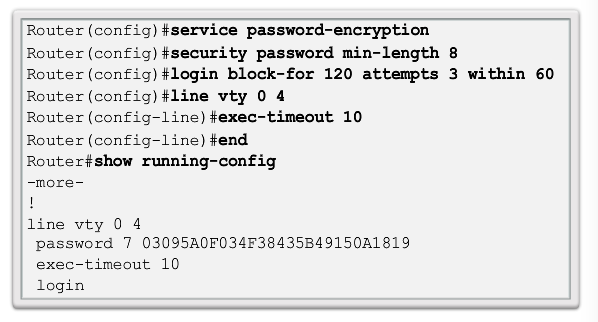 Router(config)#service password-encryption
Router(config)#security password min-length 8
Router(config)#login block-for 120 attempts 3 within 60
Router(config)#line vty 0 4
Router(config-line)#exec-timeout 10
Router(config-line)#end
Router#show running-config
-more-
!
line vty 0 4
 password 7 03095A0F034F38435B49150A1819
 exec-timeout 10
 login